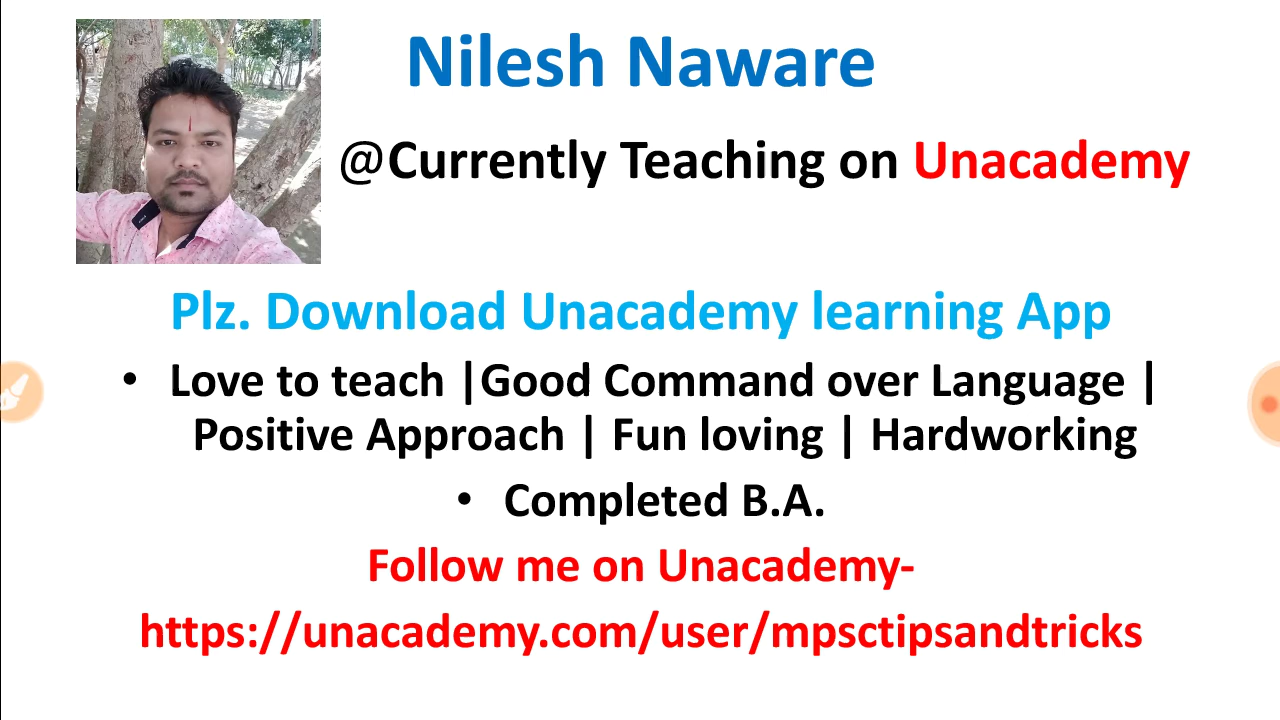 Nilesh Naware
@Currently Teaching on Unacademy
Plz. Download Unacademy learning App
• Love to teach |Good Command over Language |
Positive Approach | Fun loving | Hardworking
• Completed B.A.
Follow me on Unacademy-
https://unacademy.com/user/mpsctipsandtricks